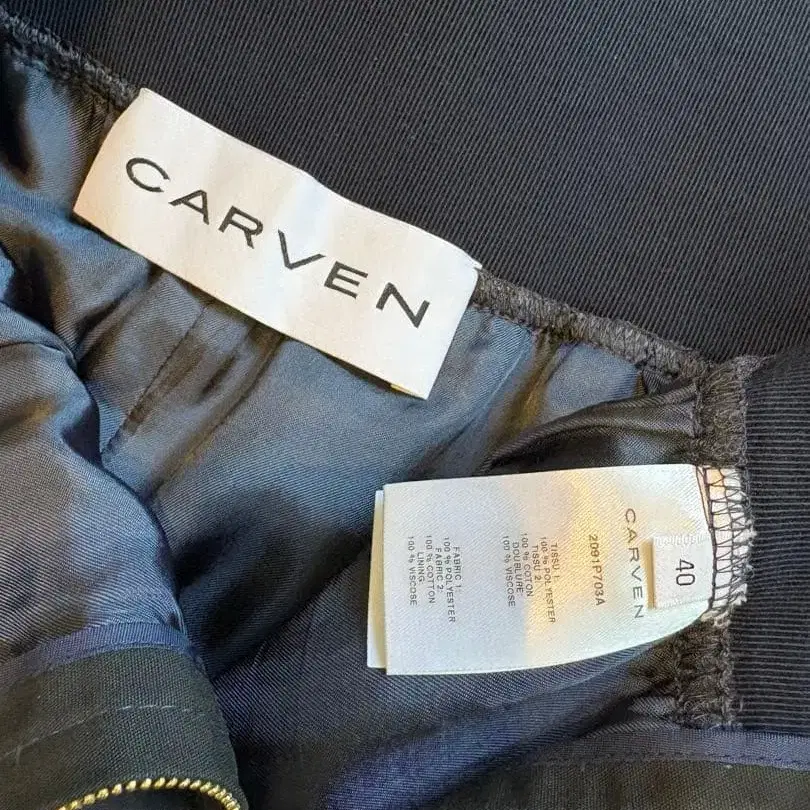 CARVEN
40
CARVEN
2091P703A
TISSU 1:
100 % POLYESTER
TISSU 2:
100 % COTON
DOUBLURE:
100 % VISCOSE
FABRIC 1:
100 % POLYESTER
FABRIC 2:
100 % COTTON
LINING:
100 % VISCOSE